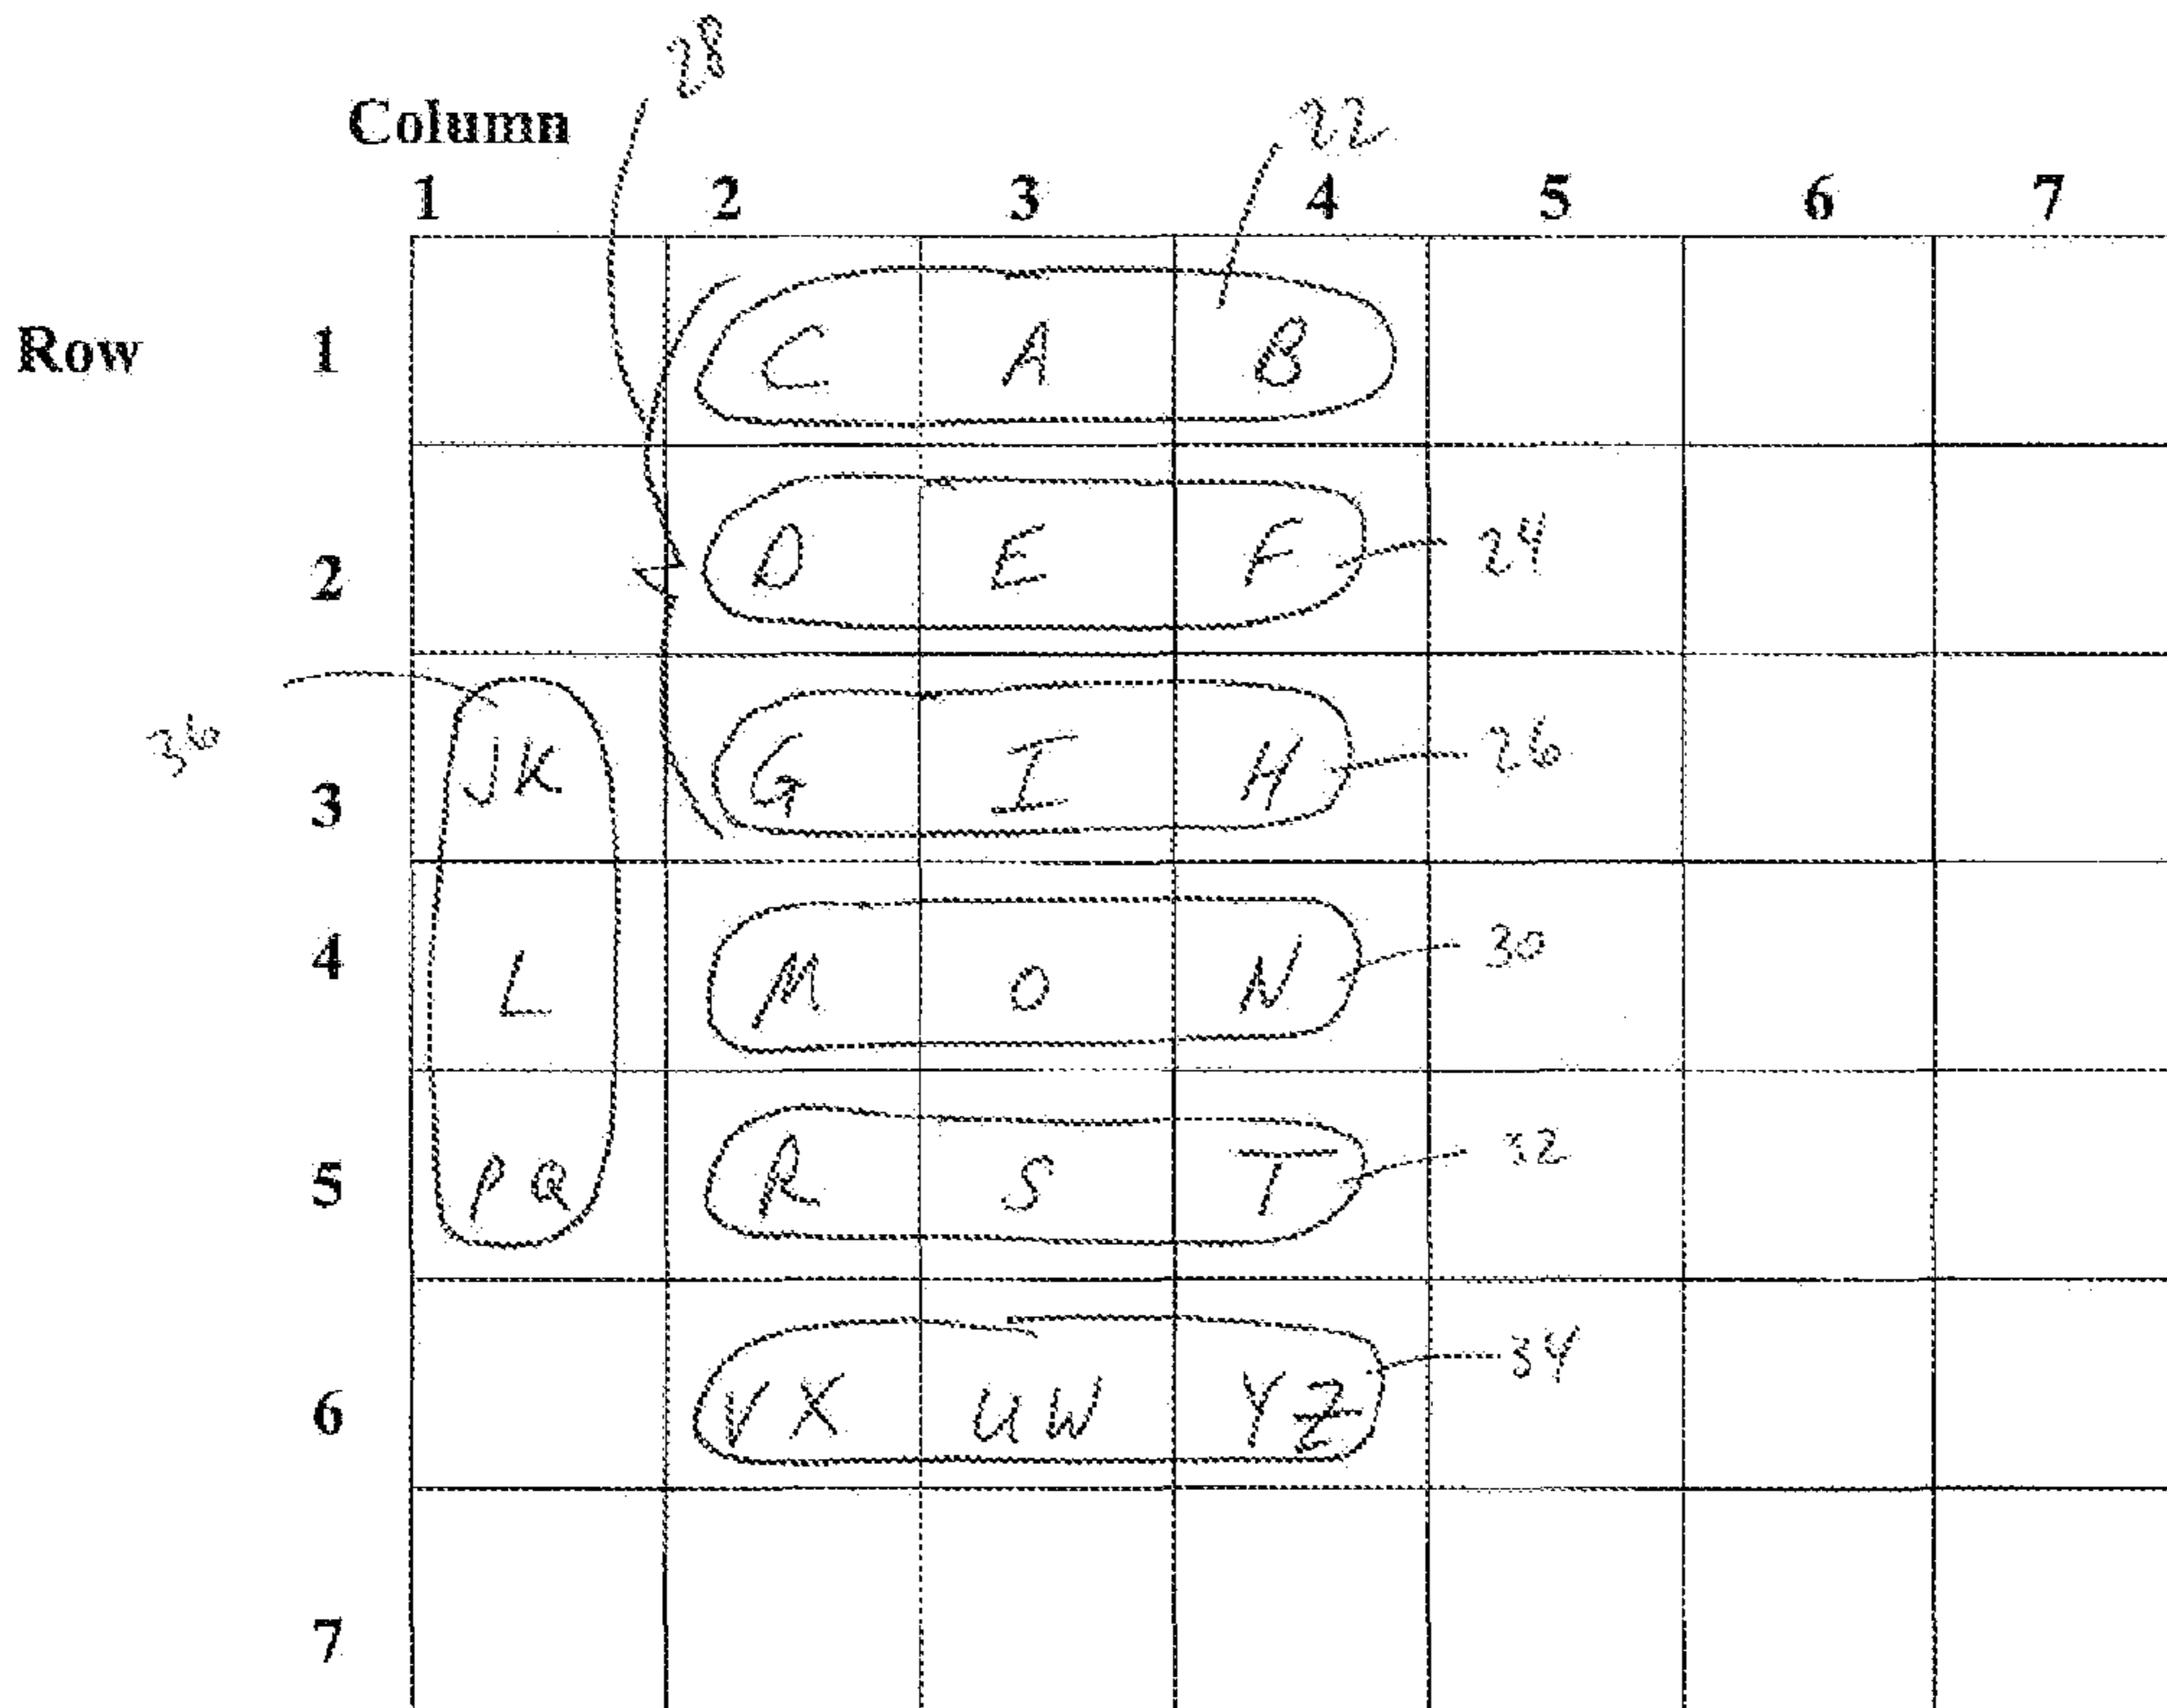 28
Column 22
1 2 3 4 5 6 7
Row 1 C A B
2 D E F 24
36 3 JK G I H 26
4 L M O N 30
5 PQ R S T 32
6 VX UW YZ 34
7